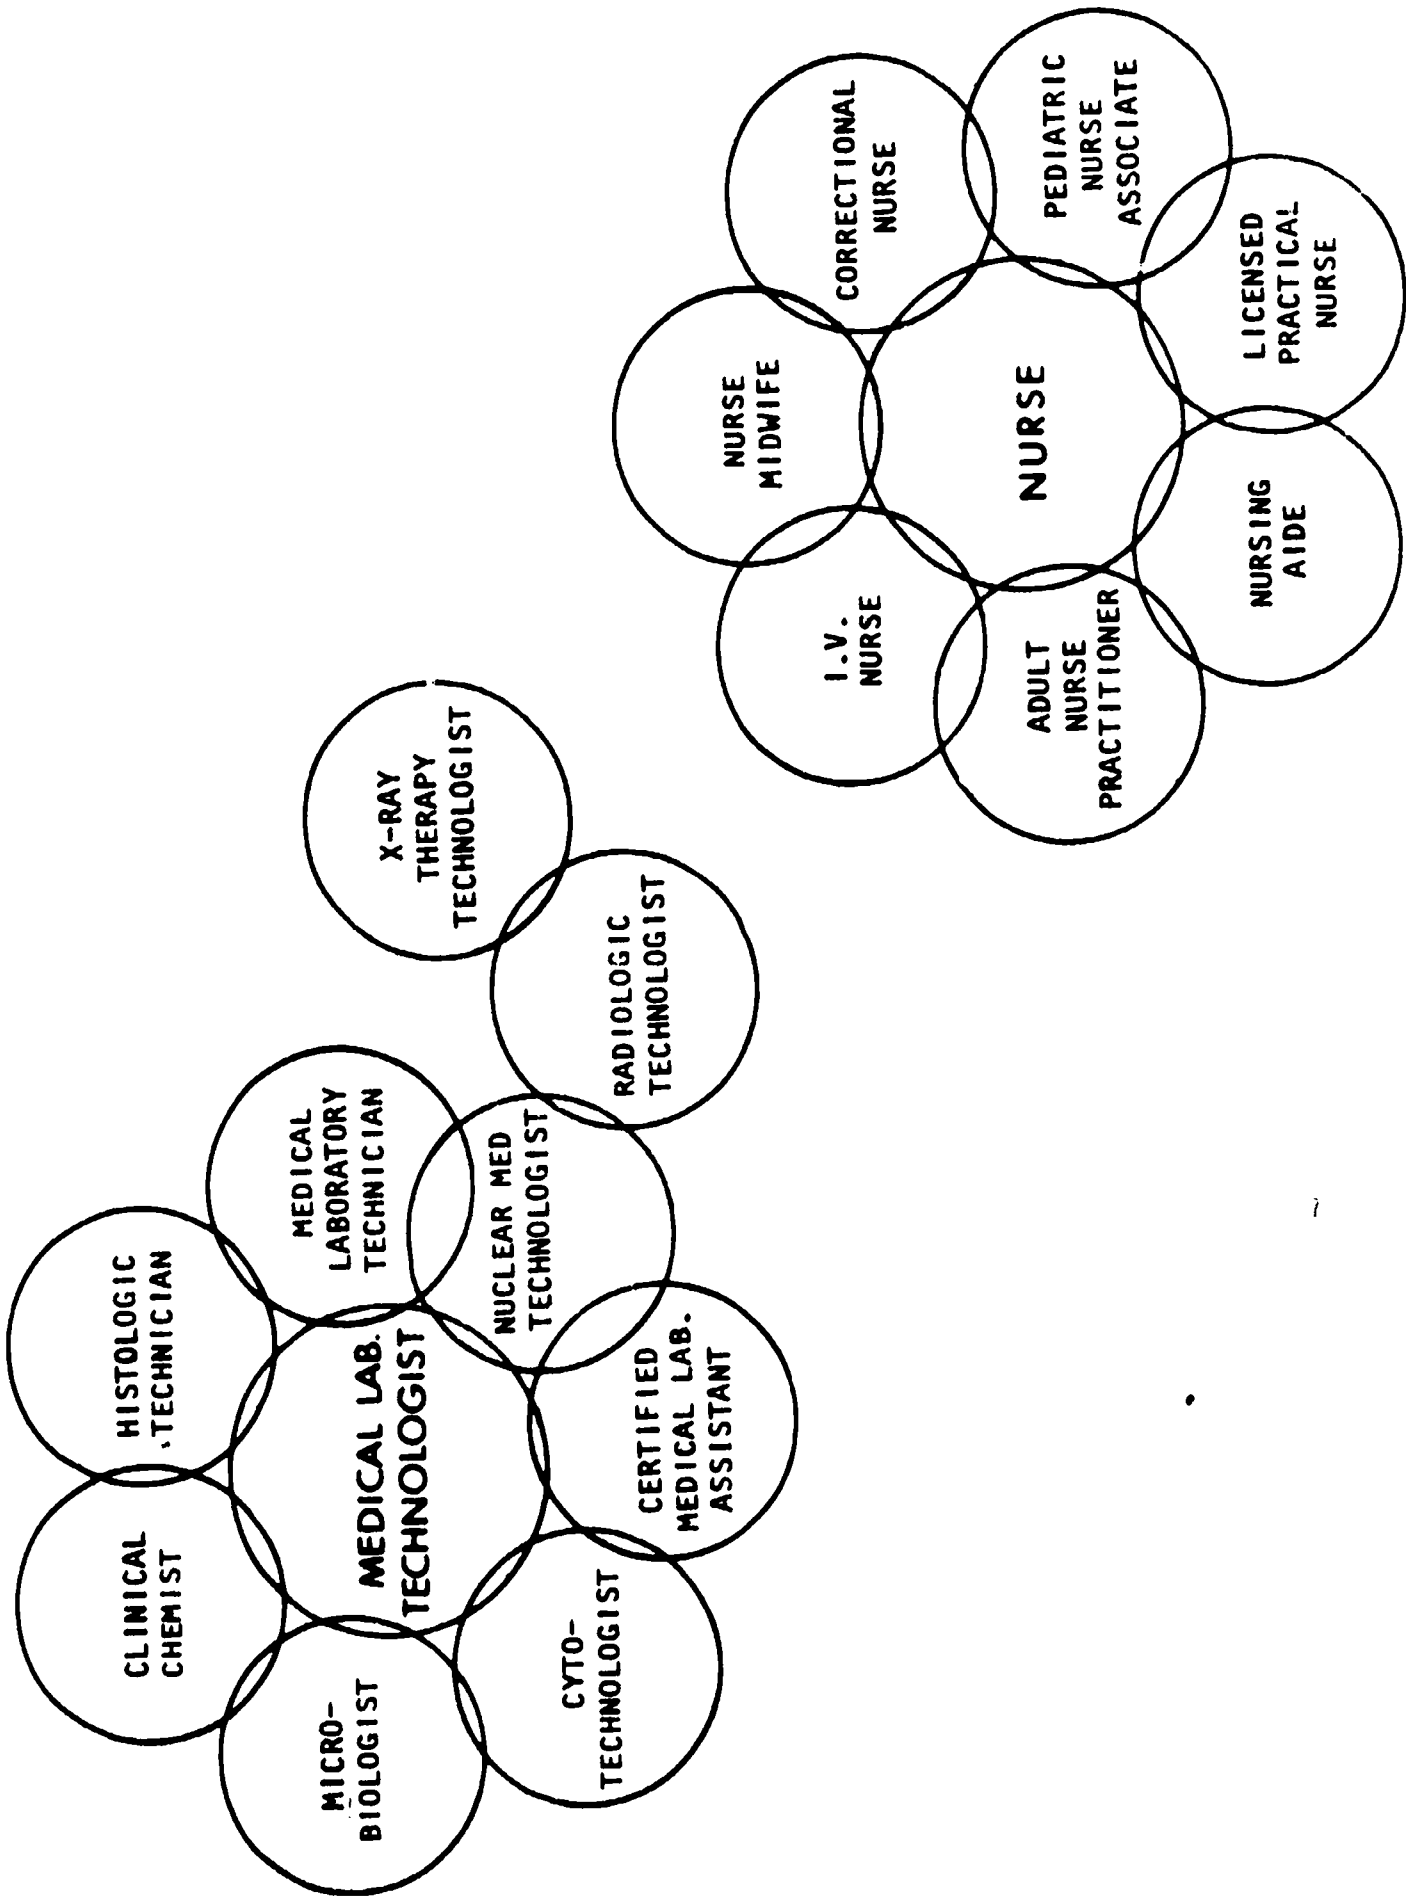 HISTOLOGIC
TECHNICIAN
CLINICAL
CHEMIST
MEDICAL
LABORATORY
TECHNICIAN
MICRO-
BIOLOGIST
MEDICAL LAB.
TECHNOLOGIST
NUCLEAR MED
TECHNOLOGIST
CYTO-
TECHNOLOGIST
CERTIFIED
MEDICAL LAB.
ASSISTANT
X-RAY
THERAPY
TECHNOLOGIST
RADIOLOGIC
TECHNOLOGIST
NURSE
MIDWIFE
I.V.
NURSE
CORRECTIONAL
NURSE
NURSE
ADULT
NURSE
PRACTITIONER
PEDIATRIC
NURSE
ASSOCIATE
NURSING
AIDE
LICENSED
PRACTICAL
NURSE